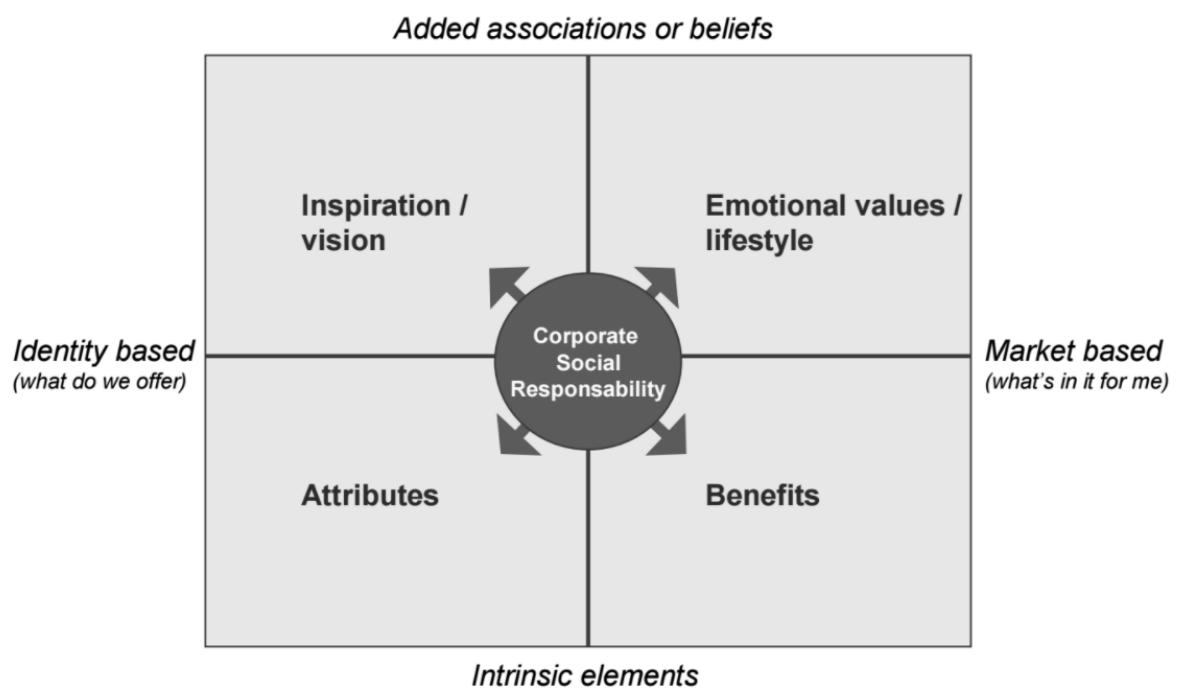 Added associations or beliefs
Inspiration /
vision
Emotional values /
lifestyle
Identity based
(what do we offer)
Corporate
Social
Responsability
Market based
(what's in it for me)
Attributes
Benefits
Intrinsic elements